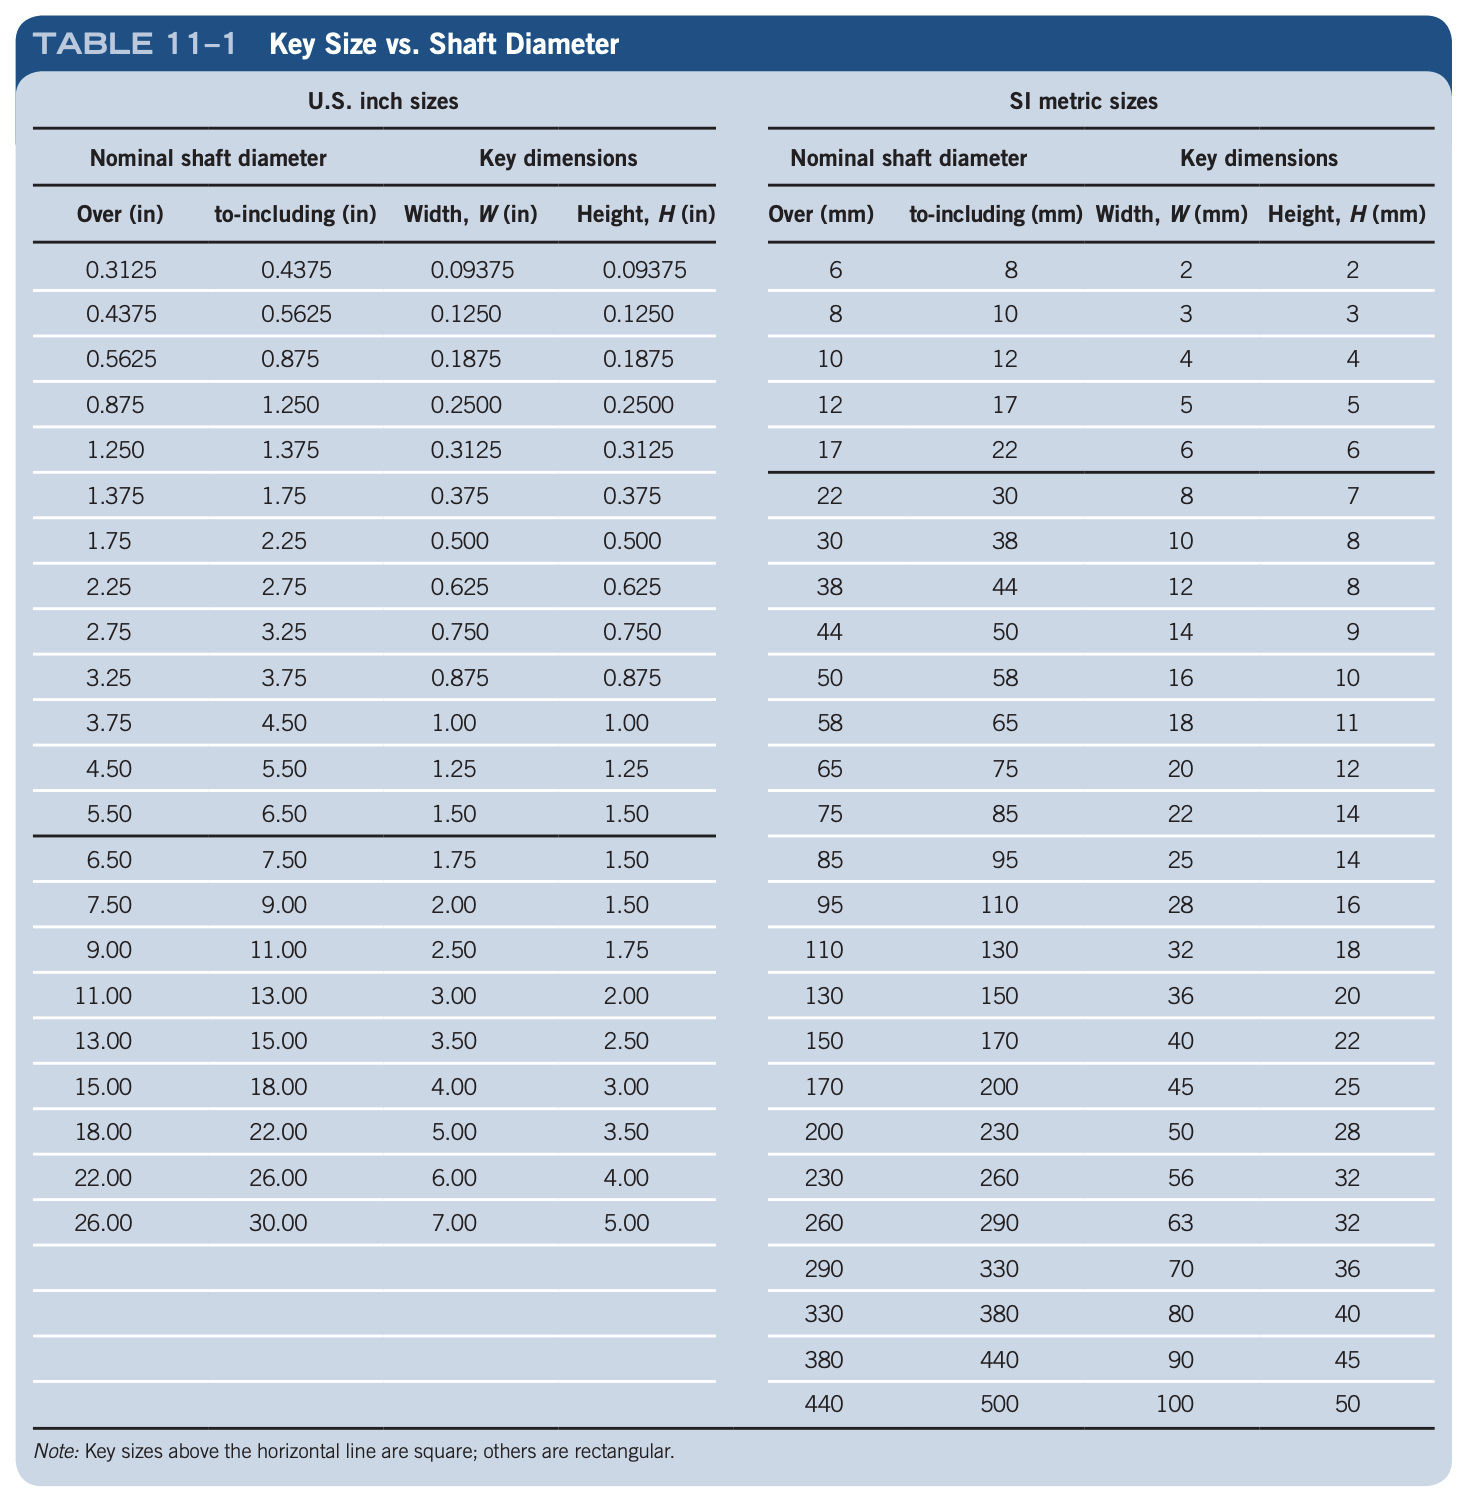 TABLE 11–1 Key Size vs. Shaft Diameter
U.S. inch sizes SI metric sizes
Nominal shaft diameter Key dimensions Nominal shaft diameter Key dimensions
Over (in) to-including (in) Width, W (in) Height, H (in) Over (mm) to-including (mm) Width, W (mm) Height, H (mm)
0.3125 0.4375 0.09375 0.09375 6 8 2 2
0.4375 0.5625 0.1250 0.1250 8 10 3 3
0.5625 0.875 0.1875 0.1875 10 12 4 4
0.875 1.250 0.2500 0.2500 12 17 5 5
1.250 1.375 0.3125 0.3125 17 22 6 6
1.375 1.75 0.375 0.375 22 30 8 7
1.75 2.25 0.500 0.500 30 38 10 8
2.25 2.75 0.625 0.625 38 44 12 8
2.75 3.25 0.750 0.750 44 50 14 9
3.25 3.75 0.875 0.875 50 58 16 10
3.75 4.50 1.00 1.00 58 65 18 11
4.50 5.50 1.25 1.25 65 75 20 12
5.50 6.50 1.50 1.50 75 85 22 14
6.50 7.50 1.75 1.50 85 95 25 14
7.50 9.00 2.00 1.50 95 110 28 16
9.00 11.00 2.50 1.75 110 130 32 18
11.00 13.00 3.00 2.00 130 150 36 20
13.00 15.00 3.50 2.50 150 170 40 22
15.00 18.00 4.00 3.00 170 200 45 25
18.00 22.00 5.00 3.50 200 230 50 28
22.00 26.00 6.00 4.00 230 260 56 32
26.00 30.00 7.00 5.00 260 290 63 32
290 330 70 36
330 380 80 40
380 440 90 45
440 500 100 50
Note: Key sizes above the horizontal line are square; others are rectangular.